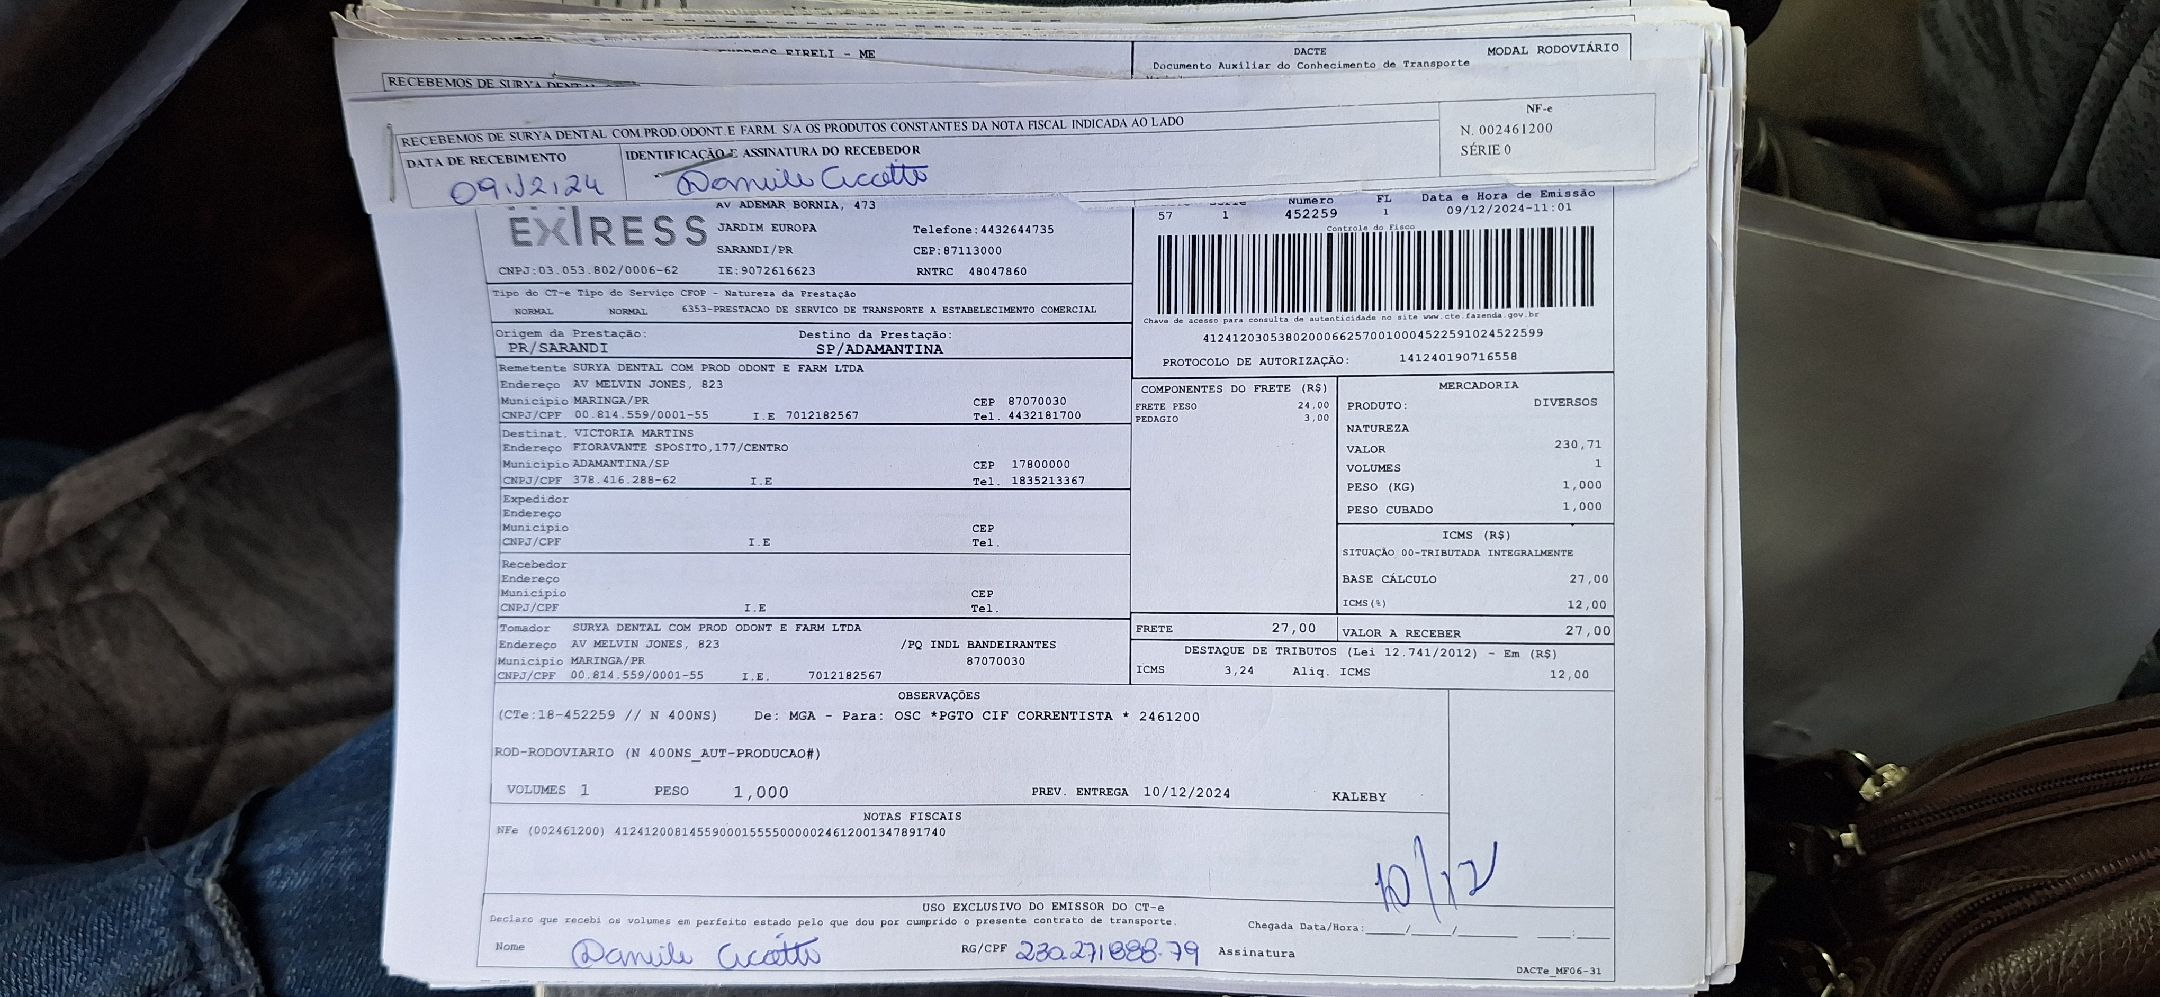 EIRELI - ME
DACTE
MODAL RODOVIÁRIO
Documento Auxiliar do Conhecimento de Transporte
RECEBEMOS DE SURYA DENTAL
RECEBEMOS DE SURYA DENTAL COM.PROD.ODONT.E FARM. S/A OS PRODUTOS CONSTANTES DA NOTA FISCAL INDICADA AO LADO
NF-e
N. 002461200
SÉRIE 0
DATA DE RECEBIMENTO
IDENTIFICAÇÃO E ASSINATURA DO RECEBEDOR
09.12.24
EXPRESS
AV ADEMAR BORNIA, 473
JARDIM EUROPA
Telefone:4432644735
SARANDI/PR
CEP:87113000
CNPJ:03.053.802/0006-62
IE:9072616623
RNTRC 48047860
Número
FL
Data e Hora de Emissão
57
1
452259
1
09/12/2024-11:01
Controle do Fisco
Chave de acesso para consulta de autenticidade no site www.cte.fazenda.gov.br
41241203053802000662570010004522591024522599
PROTOCOLO DE AUTORIZAÇÃO: 141240190716558
Tipo do CT-e Tipo do Serviço CFOP - Natureza da Prestação
NORMAL NORMAL 6353-PRESTACAO DE SERVICO DE TRANSPORTE A ESTABELECIMENTO COMERCIAL
Origem da Prestação: Destino da Prestação:
PR/SARANDI SP/ADAMANTINA
Remetente SURYA DENTAL COM PROD ODONT E FARM LTDA
Endereço AV MELVIN JONES, 823
Município MARINGA/PR CEP 87070030
CNPJ/CPF 00.814.559/0001-55 I.E 7012182567 Tel. 4432181700
Destinat. VICTORIA MARTINS
Endereço FIORAVANTE SPOSITO,177/CENTRO
Município ADAMANTINA/SP CEP 17800000
CNPJ/CPF 378.416.288-62 I.E Tel. 1835213367
Expedidor
Endereço
Município CEP
CNPJ/CPF I.E Tel.
Recebedor
Endereço
Município CEP
CNPJ/CPF I.E Tel.
Tomador SURYA DENTAL COM PROD ODONT E FARM LTDA
Endereço AV MELVIN JONES, 823 /PQ INDL BANDEIRANTES
Município MARINGA/PR 87070030
CNPJ/CPF 00.814.559/0001-55 I.E. 7012182567
COMPONENTES DO FRETE (R$)
FRETE PESO 24,00
PEDAGIO 3,00
MERCADORIA
PRODUTO: DIVERSOS
NATUREZA
VALOR 230,71
VOLUMES 1
PESO (KG) 1,000
PESO CUBADO 1,000
ICMS (R$)
SITUAÇÃO 00-TRIBUTADA INTEGRALMENTE
BASE CÁLCULO 27,00
ICMS(%) 12,00
FRETE 27,00 VALOR A RECEBER 27,00
DESTAQUE DE TRIBUTOS (Lei 12.741/2012) - Em (R$)
ICMS 3,24 Aliq. ICMS 12,00
OBSERVAÇÕES
(CTe:18-452259 // N 400NS) De: MGA - Para: OSC *PGTO CIF CORRENTISTA * 2461200
ROD-RODOVIARIO (N 400NS_AUT-PRODUCAO#)
VOLUMES 1 PESO 1,000 PREV. ENTREGA 10/12/2024 KALEBY
NOTAS FISCAIS
NFe (002461200) 41241200814559000155550000024612001347891740
10/12
USO EXCLUSIVO DO EMISSOR DO CT-e
Declaro que recebi os volumes em perfeito estado pelo que dou por cumprido o presente contrato de transporte.
Chegada Data/Hora:____/____/______ ____:____
Nome RG/CPF 230.271888-79 Assinatura
DACTe_MF06-31